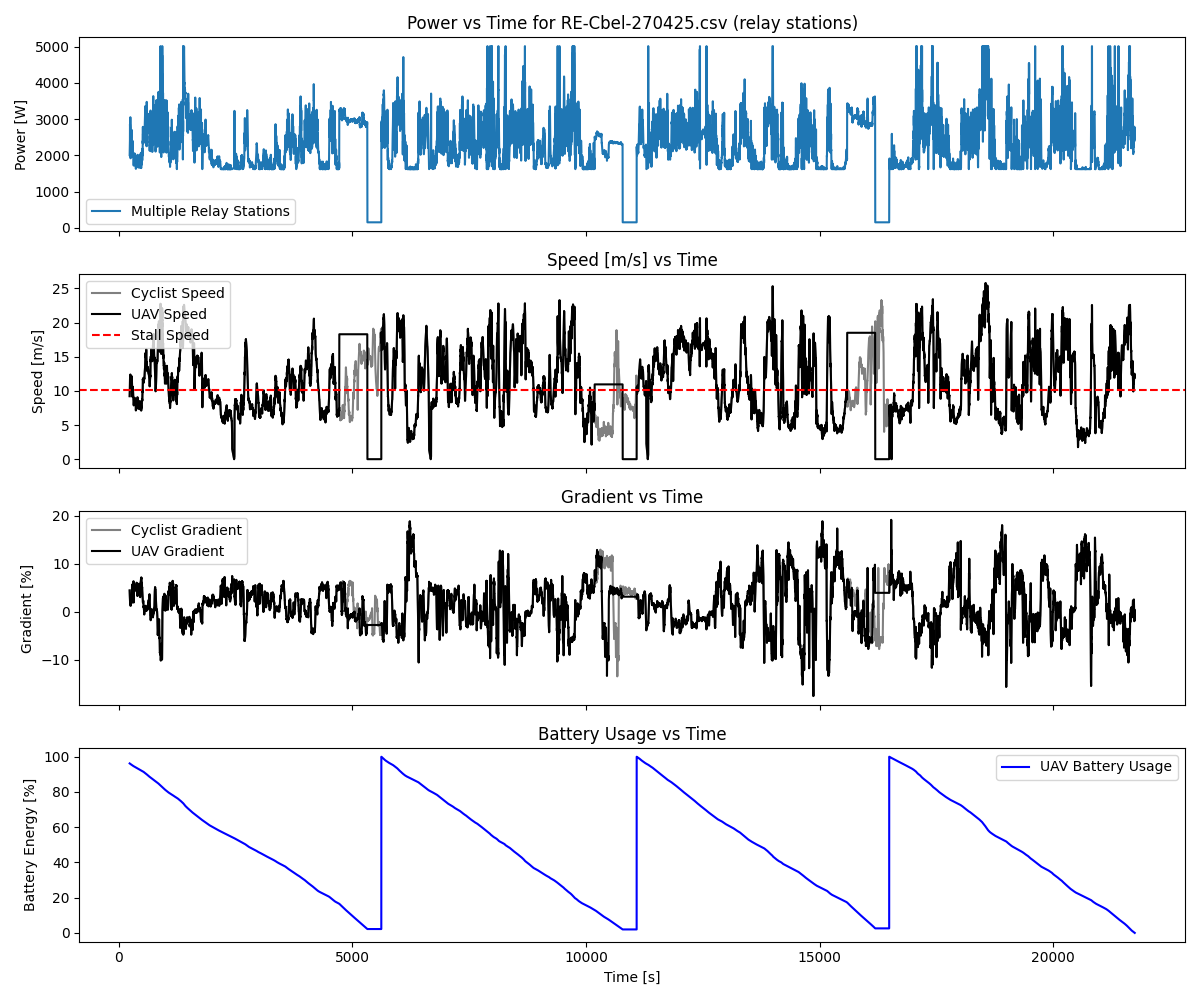 Power vs Time for RE-Cbel-270425.csv (relay stations)
Power [W]
5000
4000
3000
2000
1000
0
Multiple Relay Stations
Speed [m/s] vs Time
Speed [m/s]
25
20
15
10
5
0
Cyclist Speed
UAV Speed
Stall Speed
Gradient vs Time
Gradient [%]
20
10
0
−10
Cyclist Gradient
UAV Gradient
Battery Usage vs Time
Battery Energy [%]
100
80
60
40
20
0
UAV Battery Usage
0 5000 10000 15000 20000
Time [s]